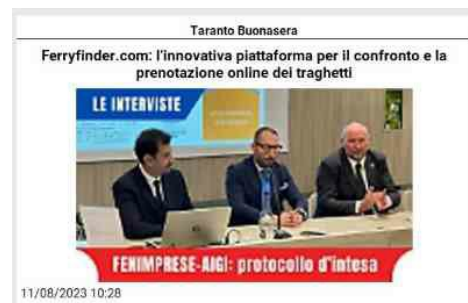 Taranto Buonasera
Ferryfinder.com: l'innovativa piattaforma per il confronto e la
prenotazione online dei traghetti
LE INTERVISTE
FENIMPRESE-AIGI: protocollo d'intesa
11/08/2023 10:28